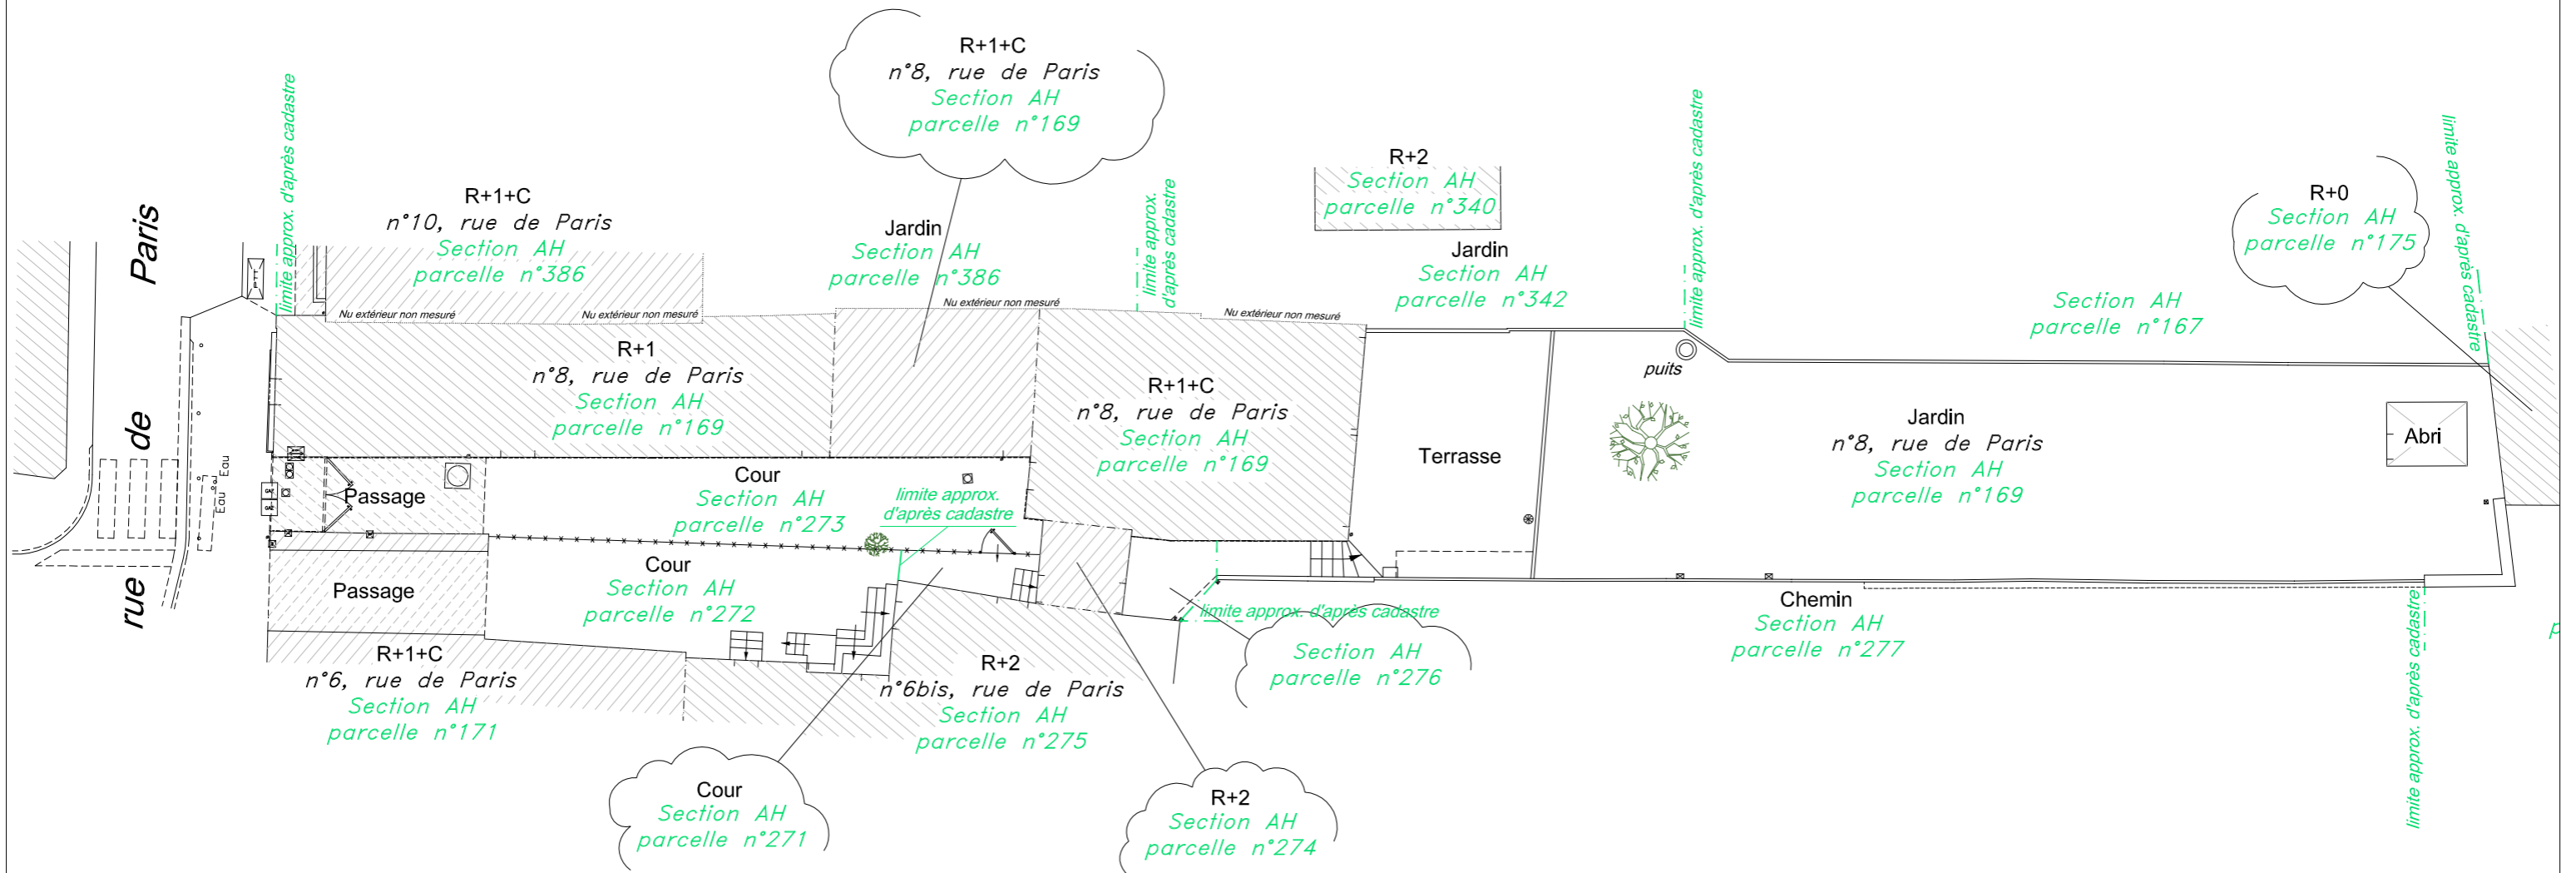 rue de Paris
limite approx. d'après cadastre
R+1+C
n°10, rue de Paris
Section AH
parcelle n°386
Nu extérieur non mesuré
Nu extérieur non mesuré
R+1+C
n°8, rue de Paris
Section AH
parcelle n°169
Jardin
Section AH
parcelle n°386
Nu extérieur non mesuré
limite approx.
d'après cadastre
R+2
Section AH
parcelle n°340
Jardin
Section AH
parcelle n°342
Nu extérieur non mesuré
limite approx. d'après cadastre
Section AH
parcelle n°167
R+0
Section AH
parcelle n°175
limite approx. d'après cadastre
R+1
n°8, rue de Paris
Section AH
parcelle n°169
R+1+C
n°8, rue de Paris
Section AH
parcelle n°169
Terrasse
puits
Jardin
n°8, rue de Paris
Section AH
parcelle n°169
Abri
Eau
Eau
Passage
Cour
Section AH
parcelle n°273
limite approx.
d'après cadastre
Passage
Cour
Section AH
parcelle n°272
limite approx. d'après cadastre
Chemin
Section AH
parcelle n°277
limite approx. d'après cadastre
R+1+C
n°6, rue de Paris
Section AH
parcelle n°171
R+2
n°6bis, rue de Paris
Section AH
parcelle n°275
Section AH
parcelle n°276
Cour
Section AH
parcelle n°271
R+2
Section AH
parcelle n°274
p